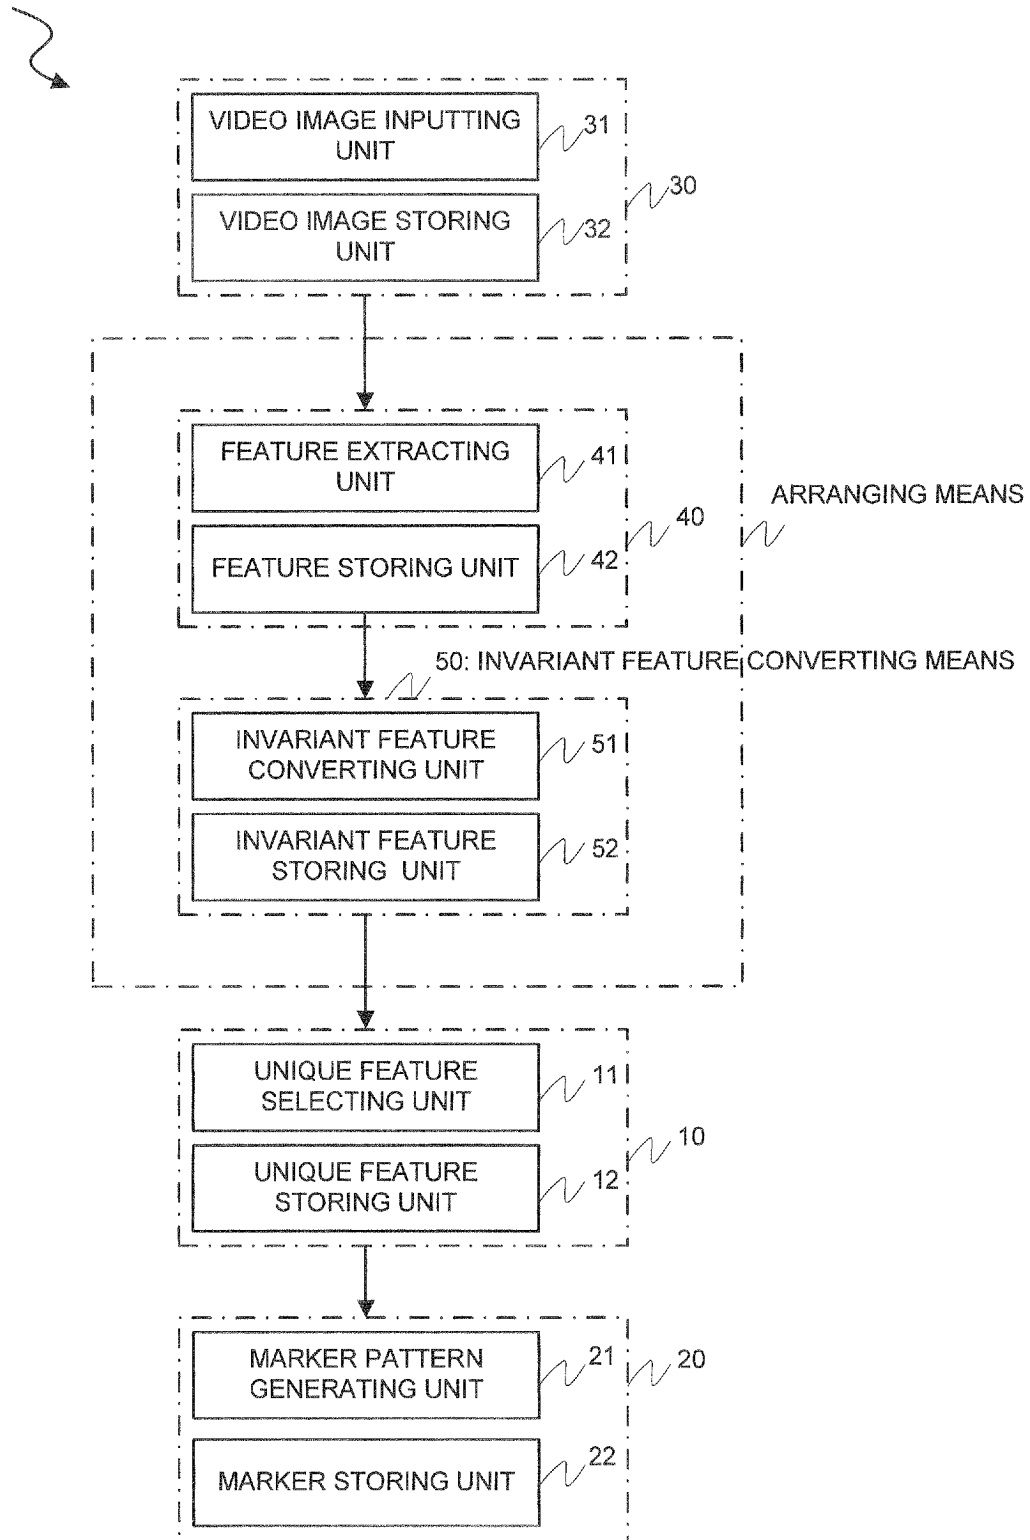 VIDEO IMAGE INPUTTING
UNIT
31
30
VIDEO IMAGE STORING
UNIT
32
FEATURE EXTRACTING
UNIT
41
ARRANGING MEANS
40
FEATURE STORING UNIT
42
50: INVARIANT FEATURE CONVERTING MEANS
INVARIANT FEATURE
CONVERTING UNIT
51
INVARIANT FEATURE
STORING UNIT
52
UNIQUE FEATURE
SELECTING UNIT
11
10
UNIQUE FEATURE
STORING UNIT
12
MARKER PATTERN
GENERATING UNIT
21
20
MARKER STORING UNIT
22